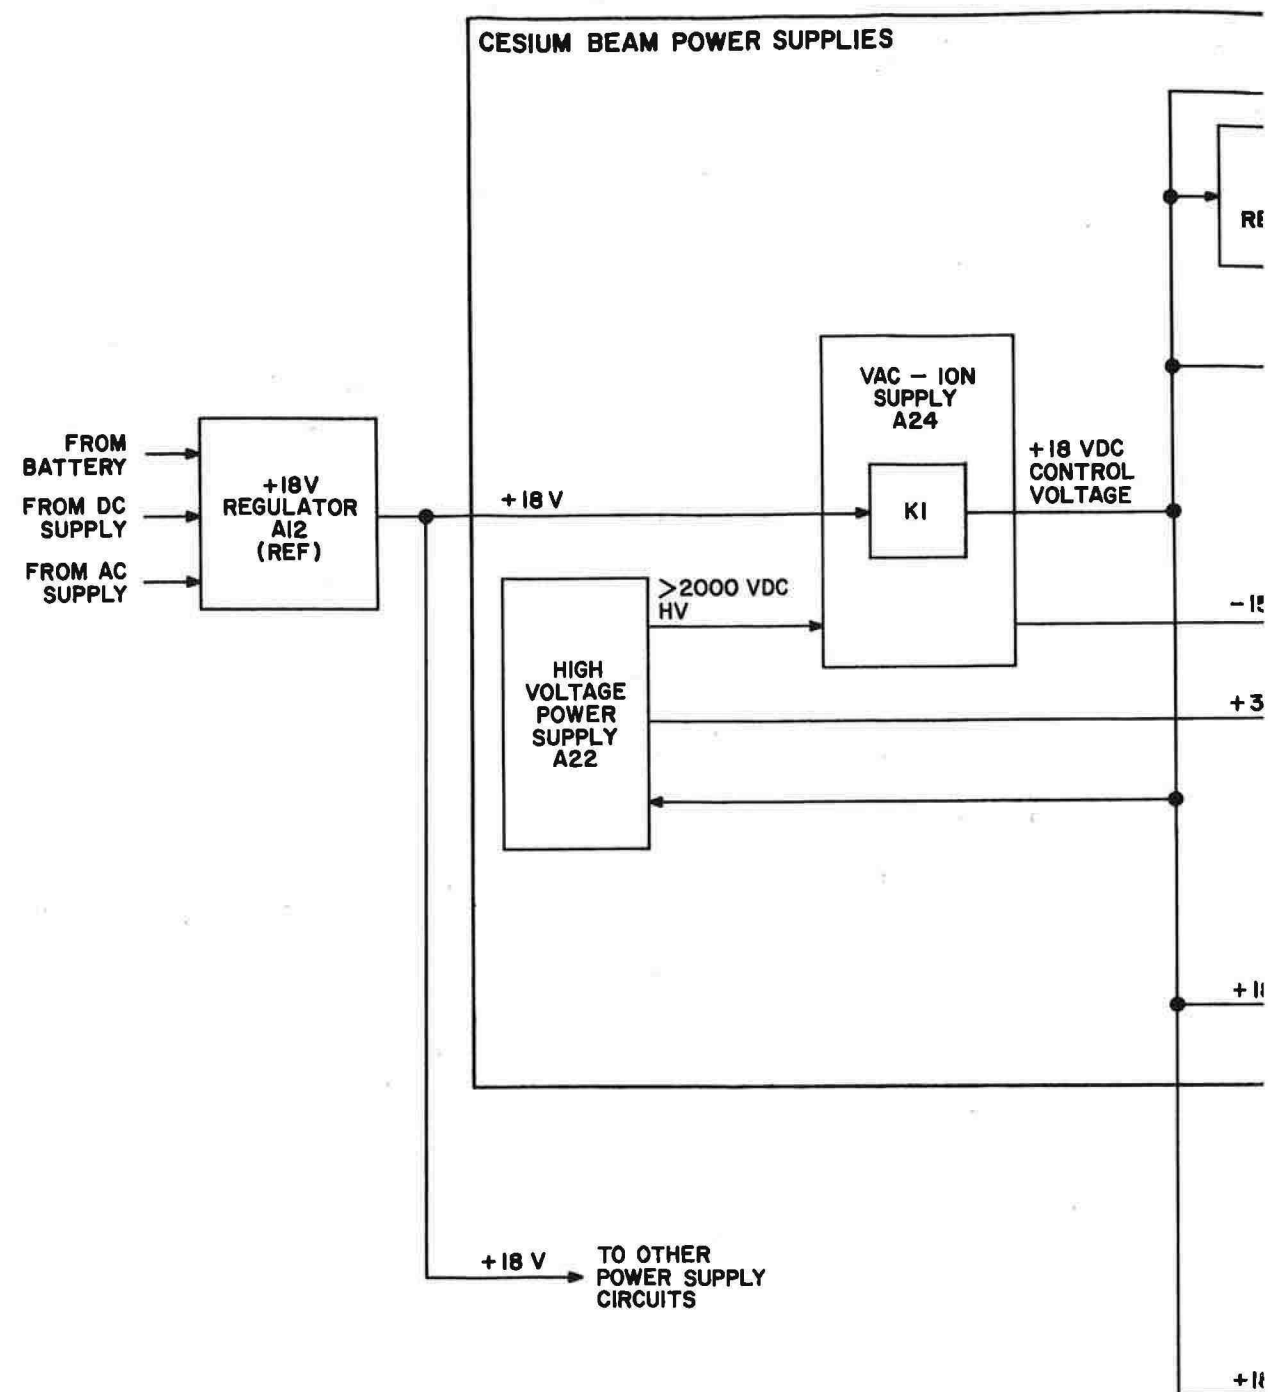 CESIUM BEAM POWER SUPPLIES
VAC – ION
SUPPLY
A24
K1
+18 VDC
CONTROL
VOLTAGE
FROM
BATTERY
FROM DC
SUPPLY
FROM AC
SUPPLY
+18V
REGULATOR
A12
(REF)
+18V
>2000 VDC
HV
HIGH
VOLTAGE
POWER
SUPPLY
A22
+18 V
TO OTHER
POWER SUPPLY
CIRCUITS